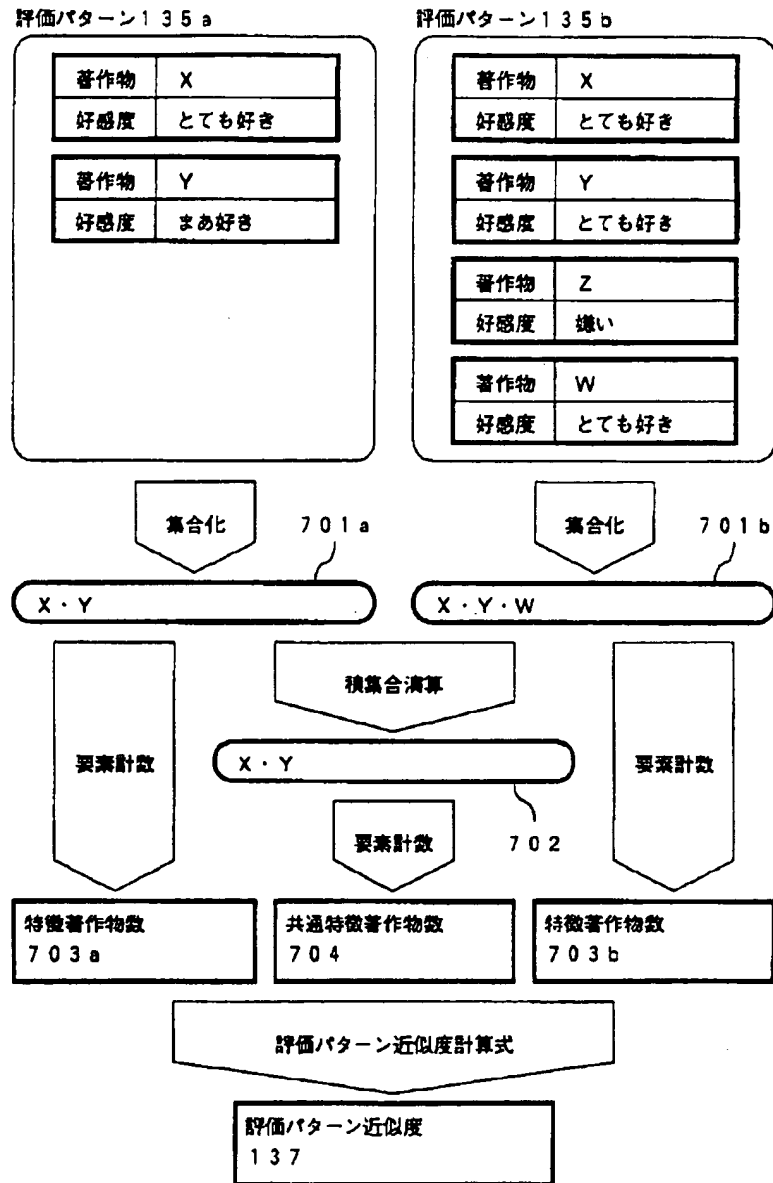 評価パターン１３５a
評価パターン１３５b
著作物 X
好感度 とても好き
著作物 Y
好感度 まあ好き
著作物 X
好感度 とても好き
著作物 Y
好感度 とても好き
著作物 Z
好感度 嫌い
著作物 W
好感度 とても好き
集合化
７０１a
集合化
７０１b
X・Y
X・Y・W
積集合演算
要素計数
X・Y
要素計数
７０２
要素計数
特徴著作物数
７０３a
共通特徴著作物数
７０４
特徴著作物数
７０３b
評価パターン近似度計算式
評価パターン近似度
１３７